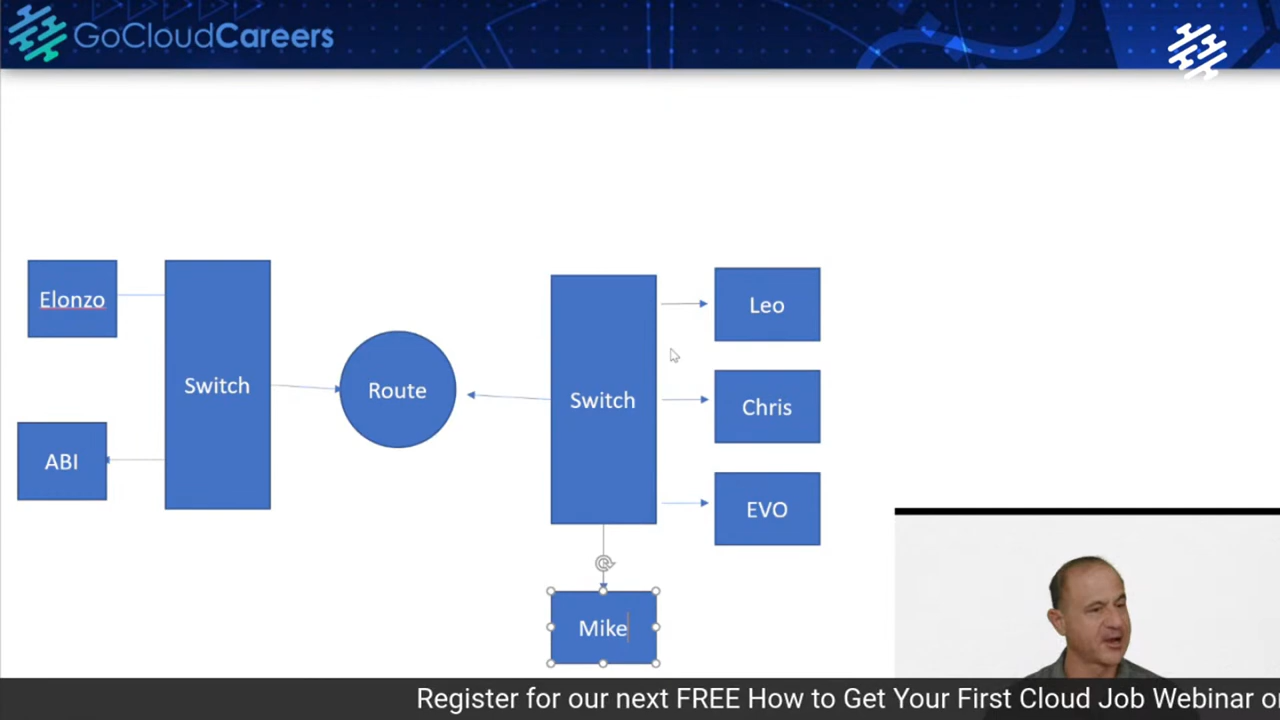 GoCloudCareers
Elonzo
Switch
Route
ABI
Switch
Leo
Chris
EVO
Mike
Register for our next FREE How to Get Your First Cloud Job Webinar o